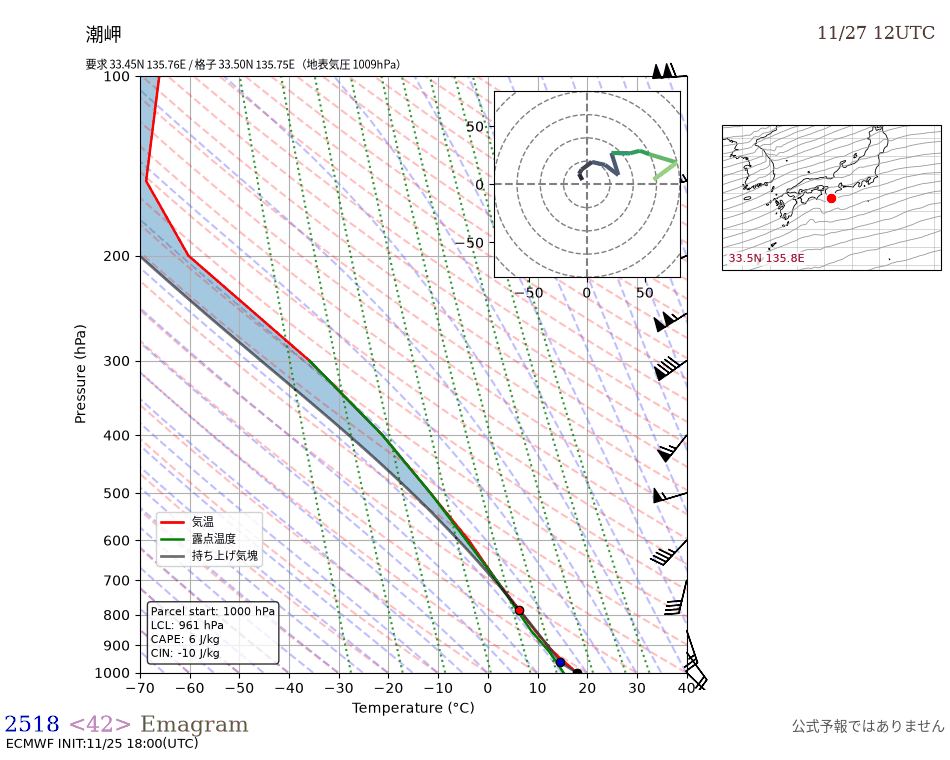 潮岬
11/27 12UTC
要求 33.45N 135.76E / 格子 33.50N 135.75E（地表気圧 1009hPa）
100
200
300
400
500
600
700
800
900
1000
Pressure (hPa)
50
0
−50
−50 0 50
33.5N 135.8E
気温
露点温度
持ち上げ気塊
Parcel start: 1000 hPa
LCL: 961 hPa
CAPE: 6 J/kg
CIN: -10 J/kg
−70 −60 −50 −40 −30 −20 −10 0 10 20 30 40
Temperature (°C)
2518 <42> Emagram
公式予報ではありません
ECMWF INIT:11/25 18:00(UTC)